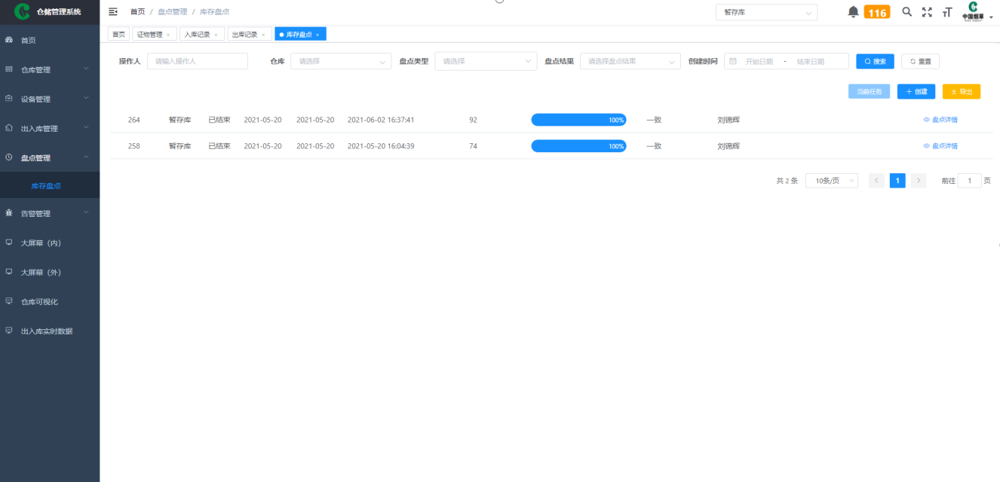 仓储管理系统
首页
仓库管理
设备管理
出入库管理
盘点管理
库存盘点
告警管理
大屏幕（内）
大屏幕（外）
仓库可视化
出入库实时数据
首页 / 盘点管理 / 库存盘点
暂存库
116
中国烟草
首页 证物管理 × 入库记录 × 出库记录 × 库存盘点 ×
操作人 请输入操作人 仓库 请选择 盘点类型 请选择 盘点结果 请选择盘点结果 创建时间 开始日期 - 结束日期 搜索 重置
当前任务 + 创建 导出
264 暂存库 已结束 2021-05-20 2021-05-20 2021-06-02 16:37:41 92 100% 一致 刘锦辉 盘点详情
258 暂存库 已结束 2021-05-20 2021-05-20 2021-05-20 16:04:39 74 100% 一致 刘锦辉 盘点详情
共 2 条 10条/页 < 1 > 前往 1 页